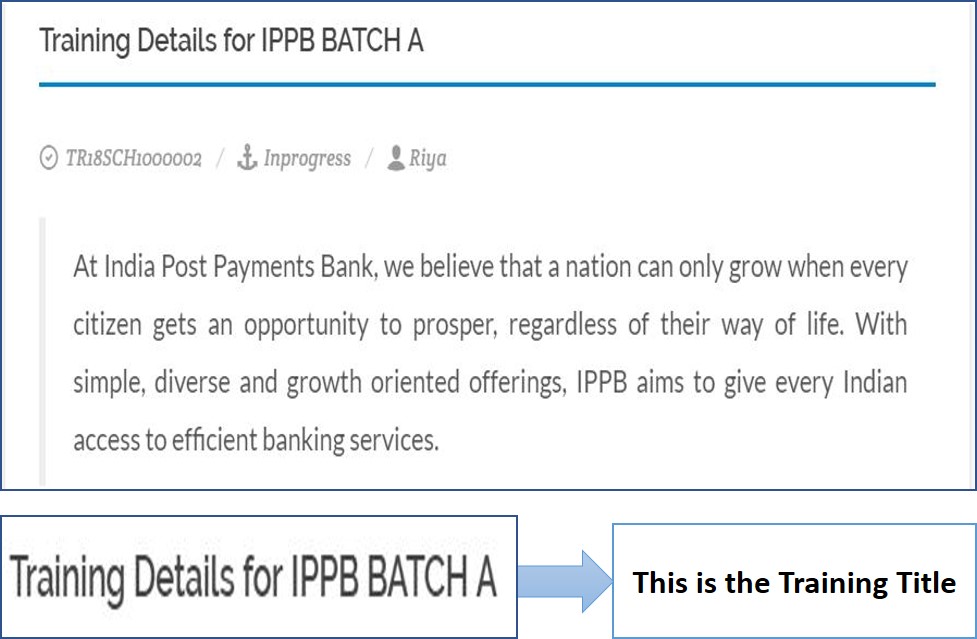 Training Details for IPPB BATCH A
TR18SCH1000002 / Inprogress / Riya
At India Post Payments Bank, we believe that a nation can only grow when every
citizen gets an opportunity to prosper, regardless of their way of life. With
simple, diverse and growth oriented offerings, IPPB aims to give every Indian
access to efficient banking services.
Training Details for IPPB BATCH A
This is the Training Title